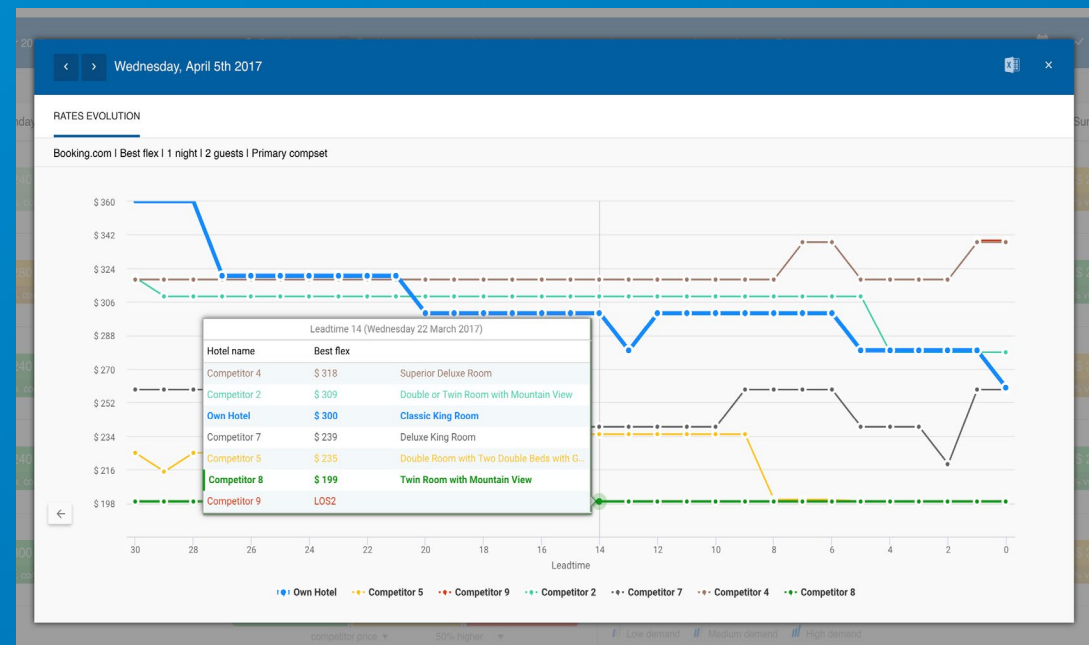 Wednesday, April 5th 2017
RATES EVOLUTION
Booking.com | Best flex | 1 night | 2 guests | Primary compset
$ 360
$ 342
$ 324
$ 306
$ 288
$ 270
$ 252
$ 234
$ 216
$ 198
Leadtime 14 (Wednesday 22 March 2017)
Hotel name Best flex
Competitor 4 $ 318 Superior Deluxe Room
Competitor 2 $ 309 Double or Twin Room with Mountain View
Own Hotel $ 300 Classic King Room
Competitor 7 $ 239 Deluxe King Room
Competitor 5 $ 235 Double Room with Two Double Beds with G...
Competitor 8 $ 199 Twin Room with Mountain View
Competitor 9 LOS2
30 28 26 24 22 20 18 16 14 12 10 8 6 4 2 0
Leadtime
Own Hotel Competitor 5 Competitor 9 Competitor 2 Competitor 7 Competitor 4 Competitor 8
competitor price 50% higher Low demand Medium demand High demand